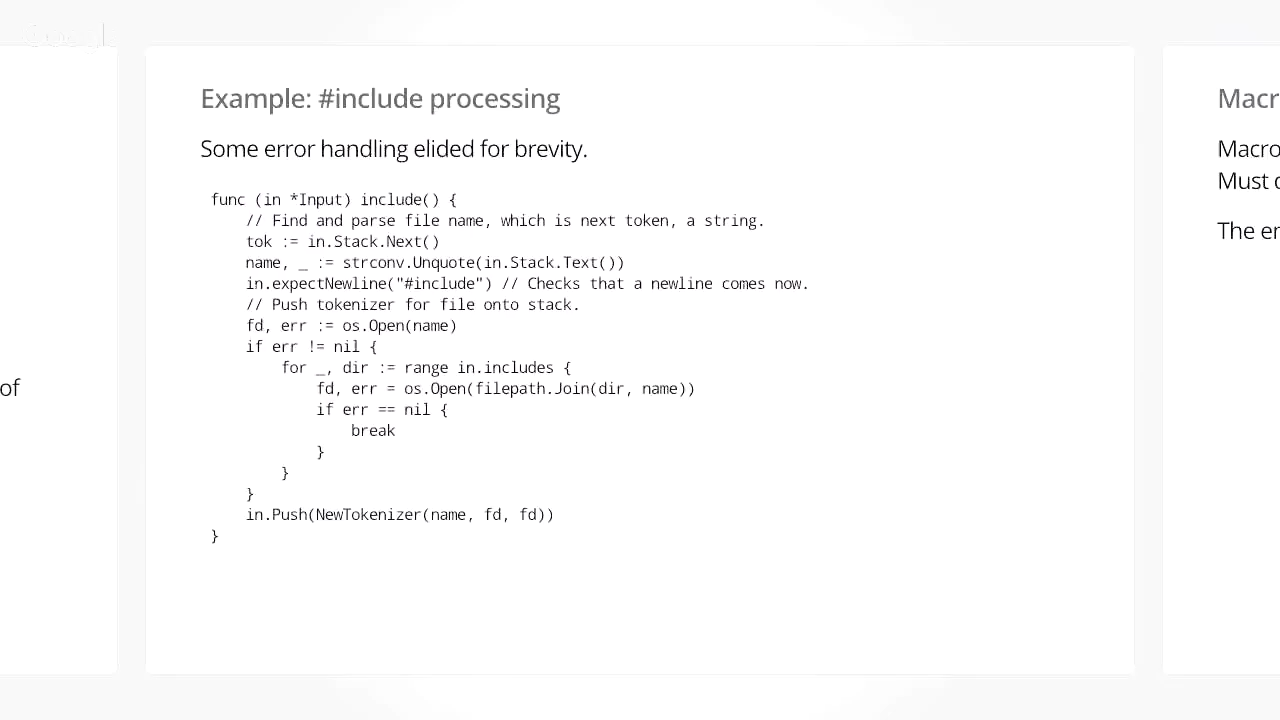 Example: #include processing
Some error handling elided for brevity.
func (in *Input) include() {
    // Find and parse file name, which is next token, a string.
    tok := in.Stack.Next()
    name, _ := strconv.Unquote(in.Stack.Text())
    in.expectNewline("#include") // Checks that a newline comes now.
    // Push tokenizer for file onto stack.
    fd, err := os.Open(name)
    if err != nil {
        for _, dir := range in.includes {
            fd, err = os.Open(filepath.Join(dir, name))
            if err == nil {
                break
            }
        }
    }
    in.Push(NewTokenizer(name, fd, fd))
}
of
Macr
Macro
Must
The